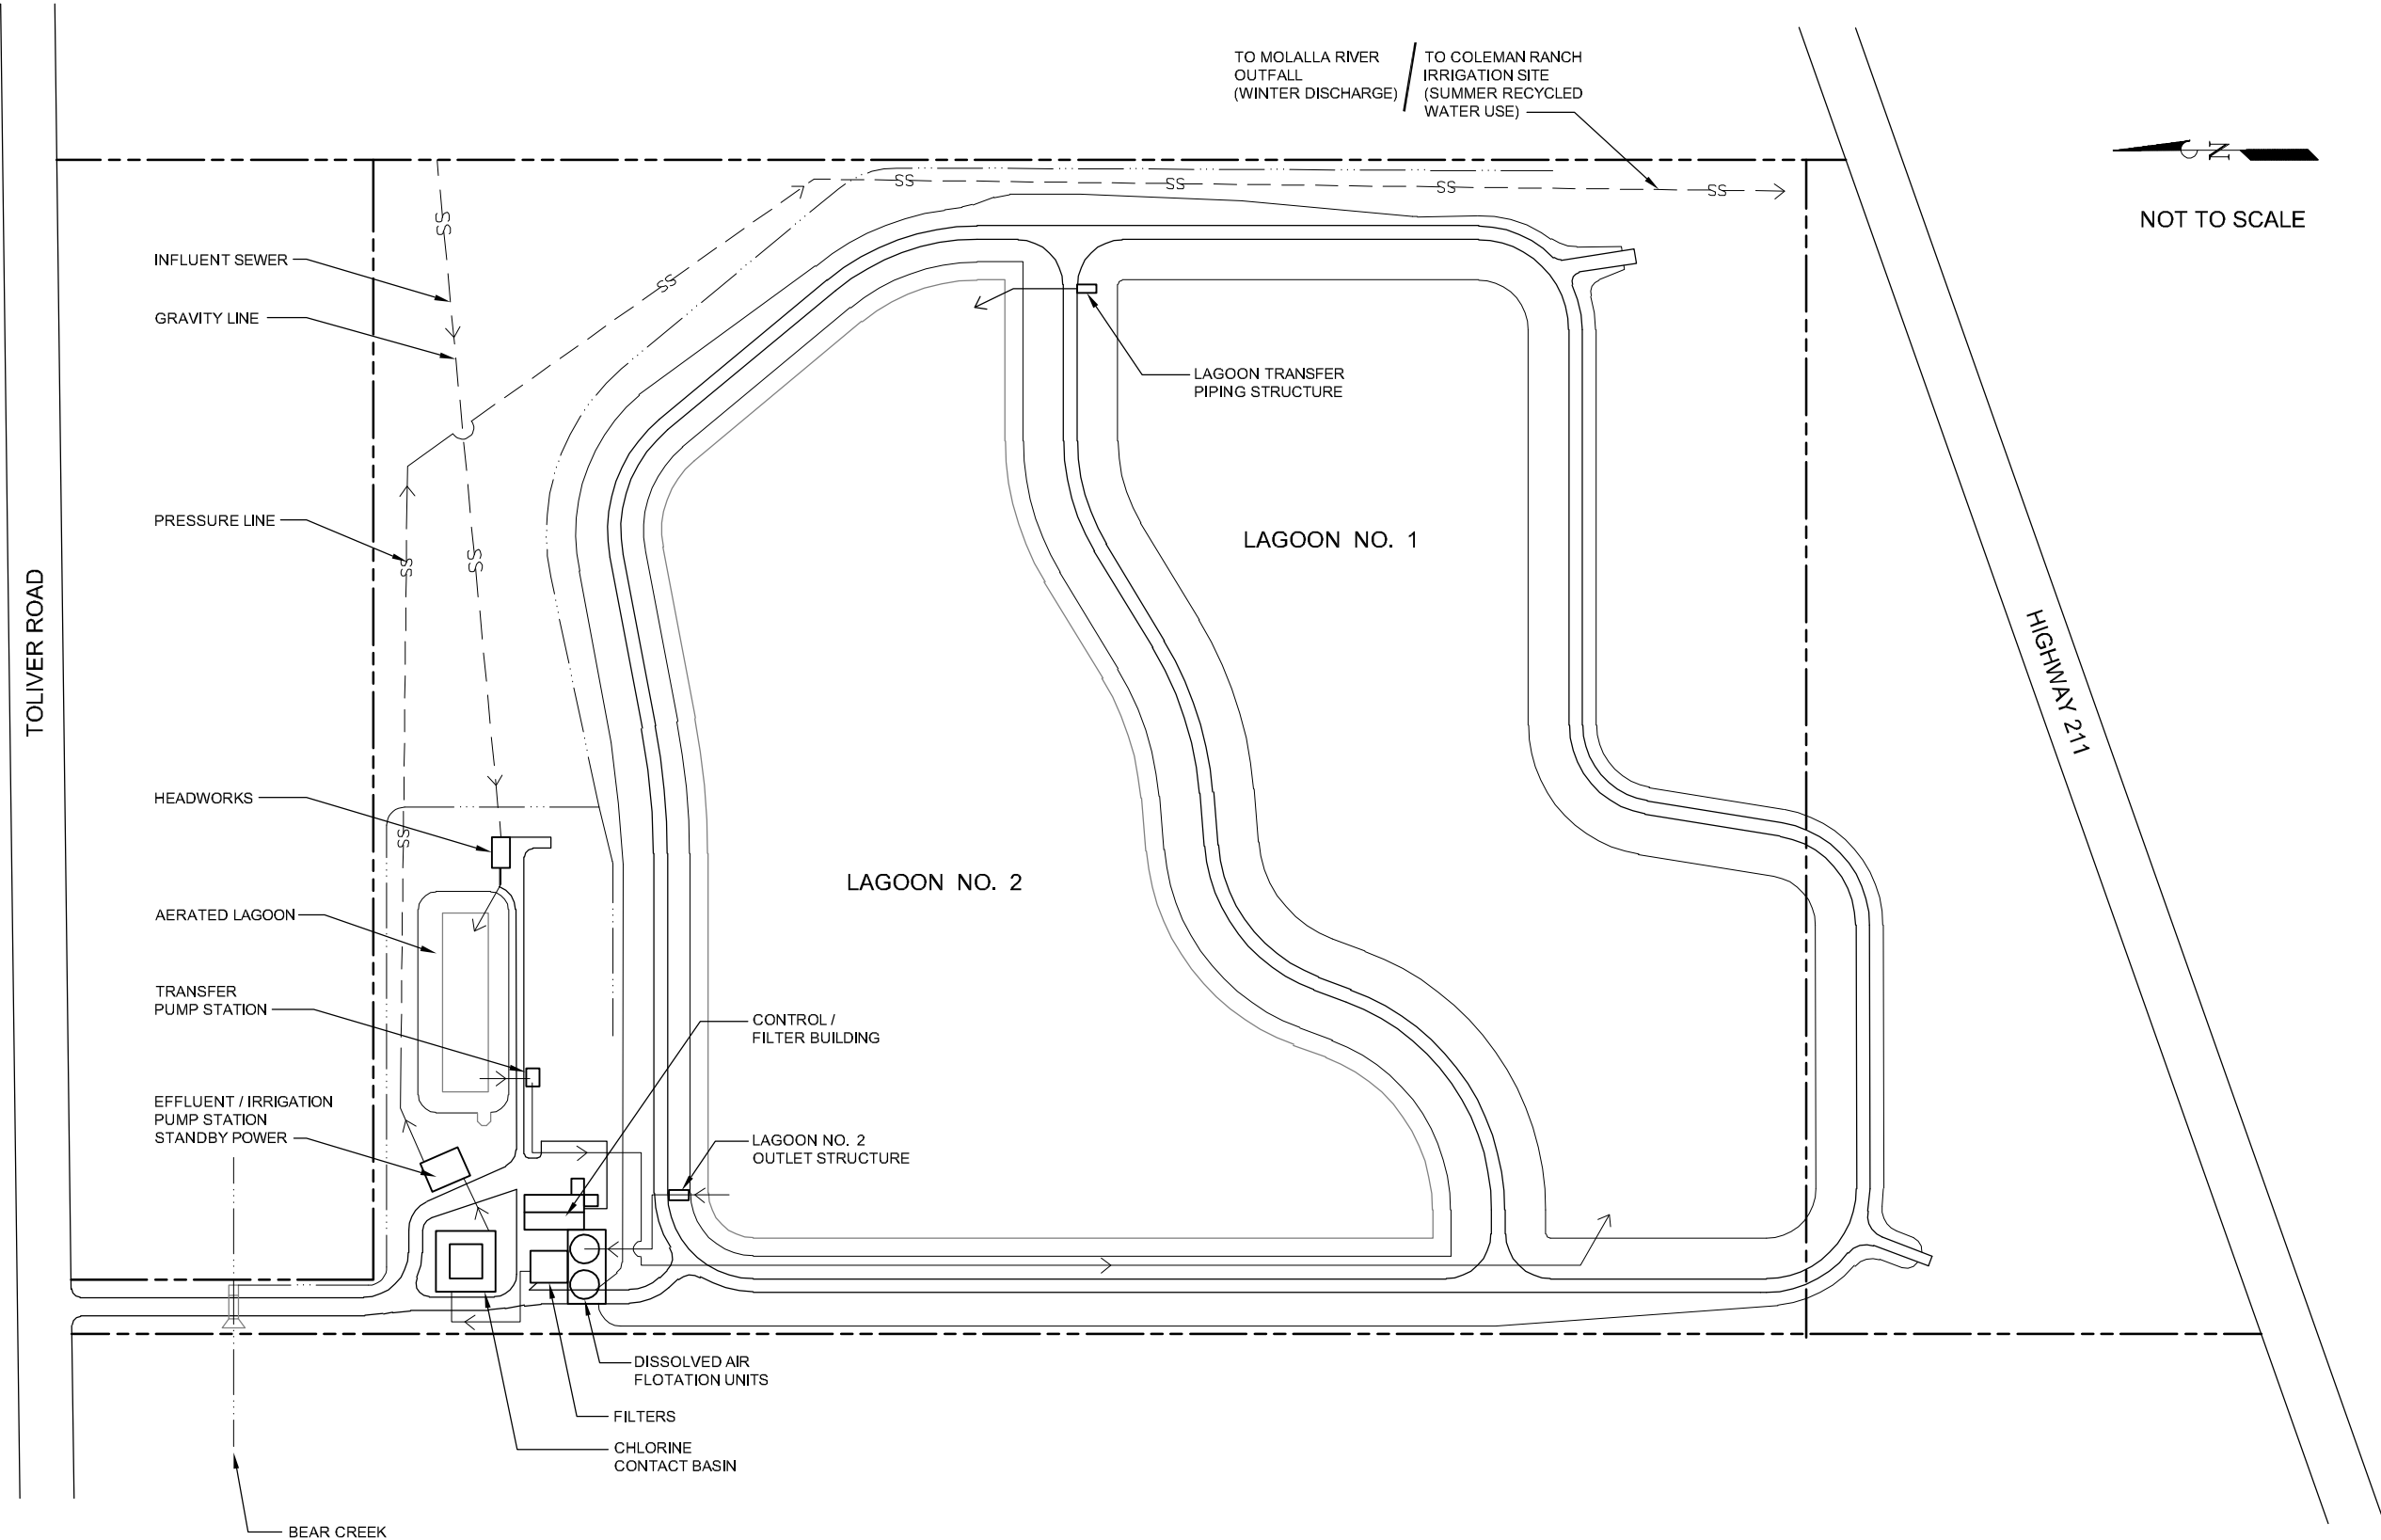 TO MOLALLA RIVER
OUTFALL
(WINTER DISCHARGE)
TO COLEMAN RANCH
IRRIGATION SITE
(SUMMER RECYCLED
WATER USE)
N
NOT TO SCALE
SS
SS
SS
SS
SS
SS
INFLUENT SEWER
GRAVITY LINE
LAGOON TRANSFER
PIPING STRUCTURE
PRESSURE LINE
SS
SS
LAGOON NO. 1
TOLIVER ROAD
HIGHWAY 211
HEADWORKS
SS
LAGOON NO. 2
AERATED LAGOON
TRANSFER
PUMP STATION
CONTROL /
FILTER BUILDING
EFFLUENT / IRRIGATION
PUMP STATION
STANDBY POWER
LAGOON NO. 2
OUTLET STRUCTURE
DISSOLVED AIR
FLOTATION UNITS
FILTERS
CHLORINE
CONTACT BASIN
BEAR CREEK